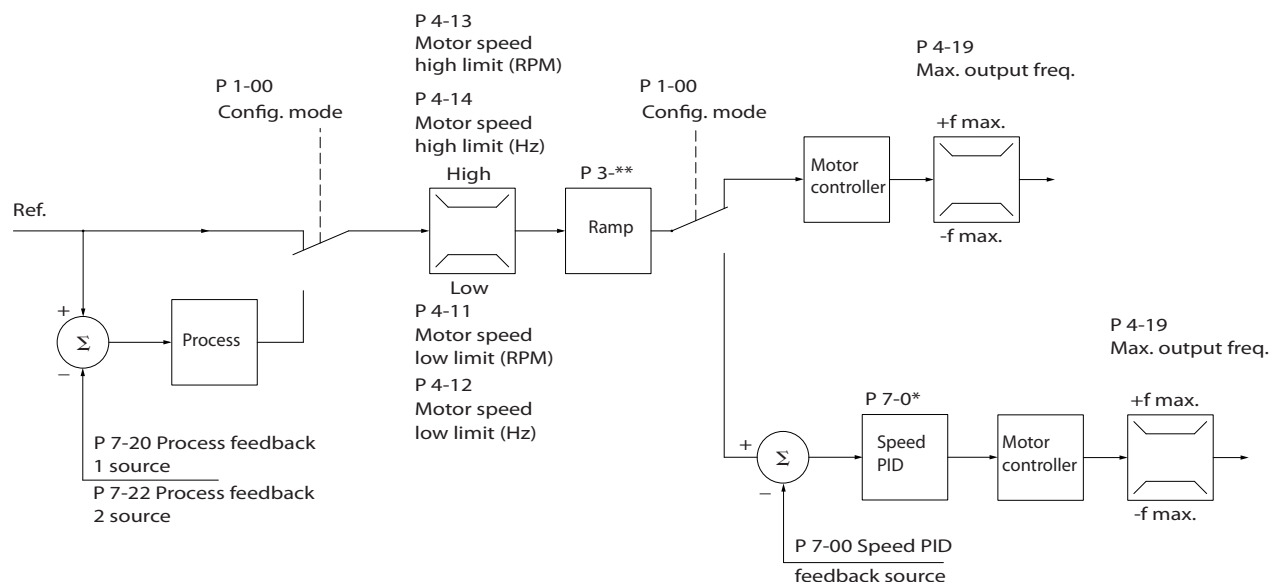 P 4-13
Motor speed
high limit (RPM)
P 4-14
Motor speed
high limit (Hz)
P 1-00
Config. mode
P 1-00
Config. mode
P 4-19
Max. output freq.
High
P 3-**
+f max.
Motor
controller
Ref.
Ramp
-f max.
Low
P 4-11
Motor speed
low limit (RPM)
P 4-12
Motor speed
low limit (Hz)
+
Σ
−
Process
P 7-20 Process feedback
1 source
P 7-22 Process feedback
2 source
P 4-19
Max. output freq.
P 7-0*
+f max.
+
Σ
−
Speed
PID
Motor
controller
-f max.
P 7-00 Speed PID
feedback source